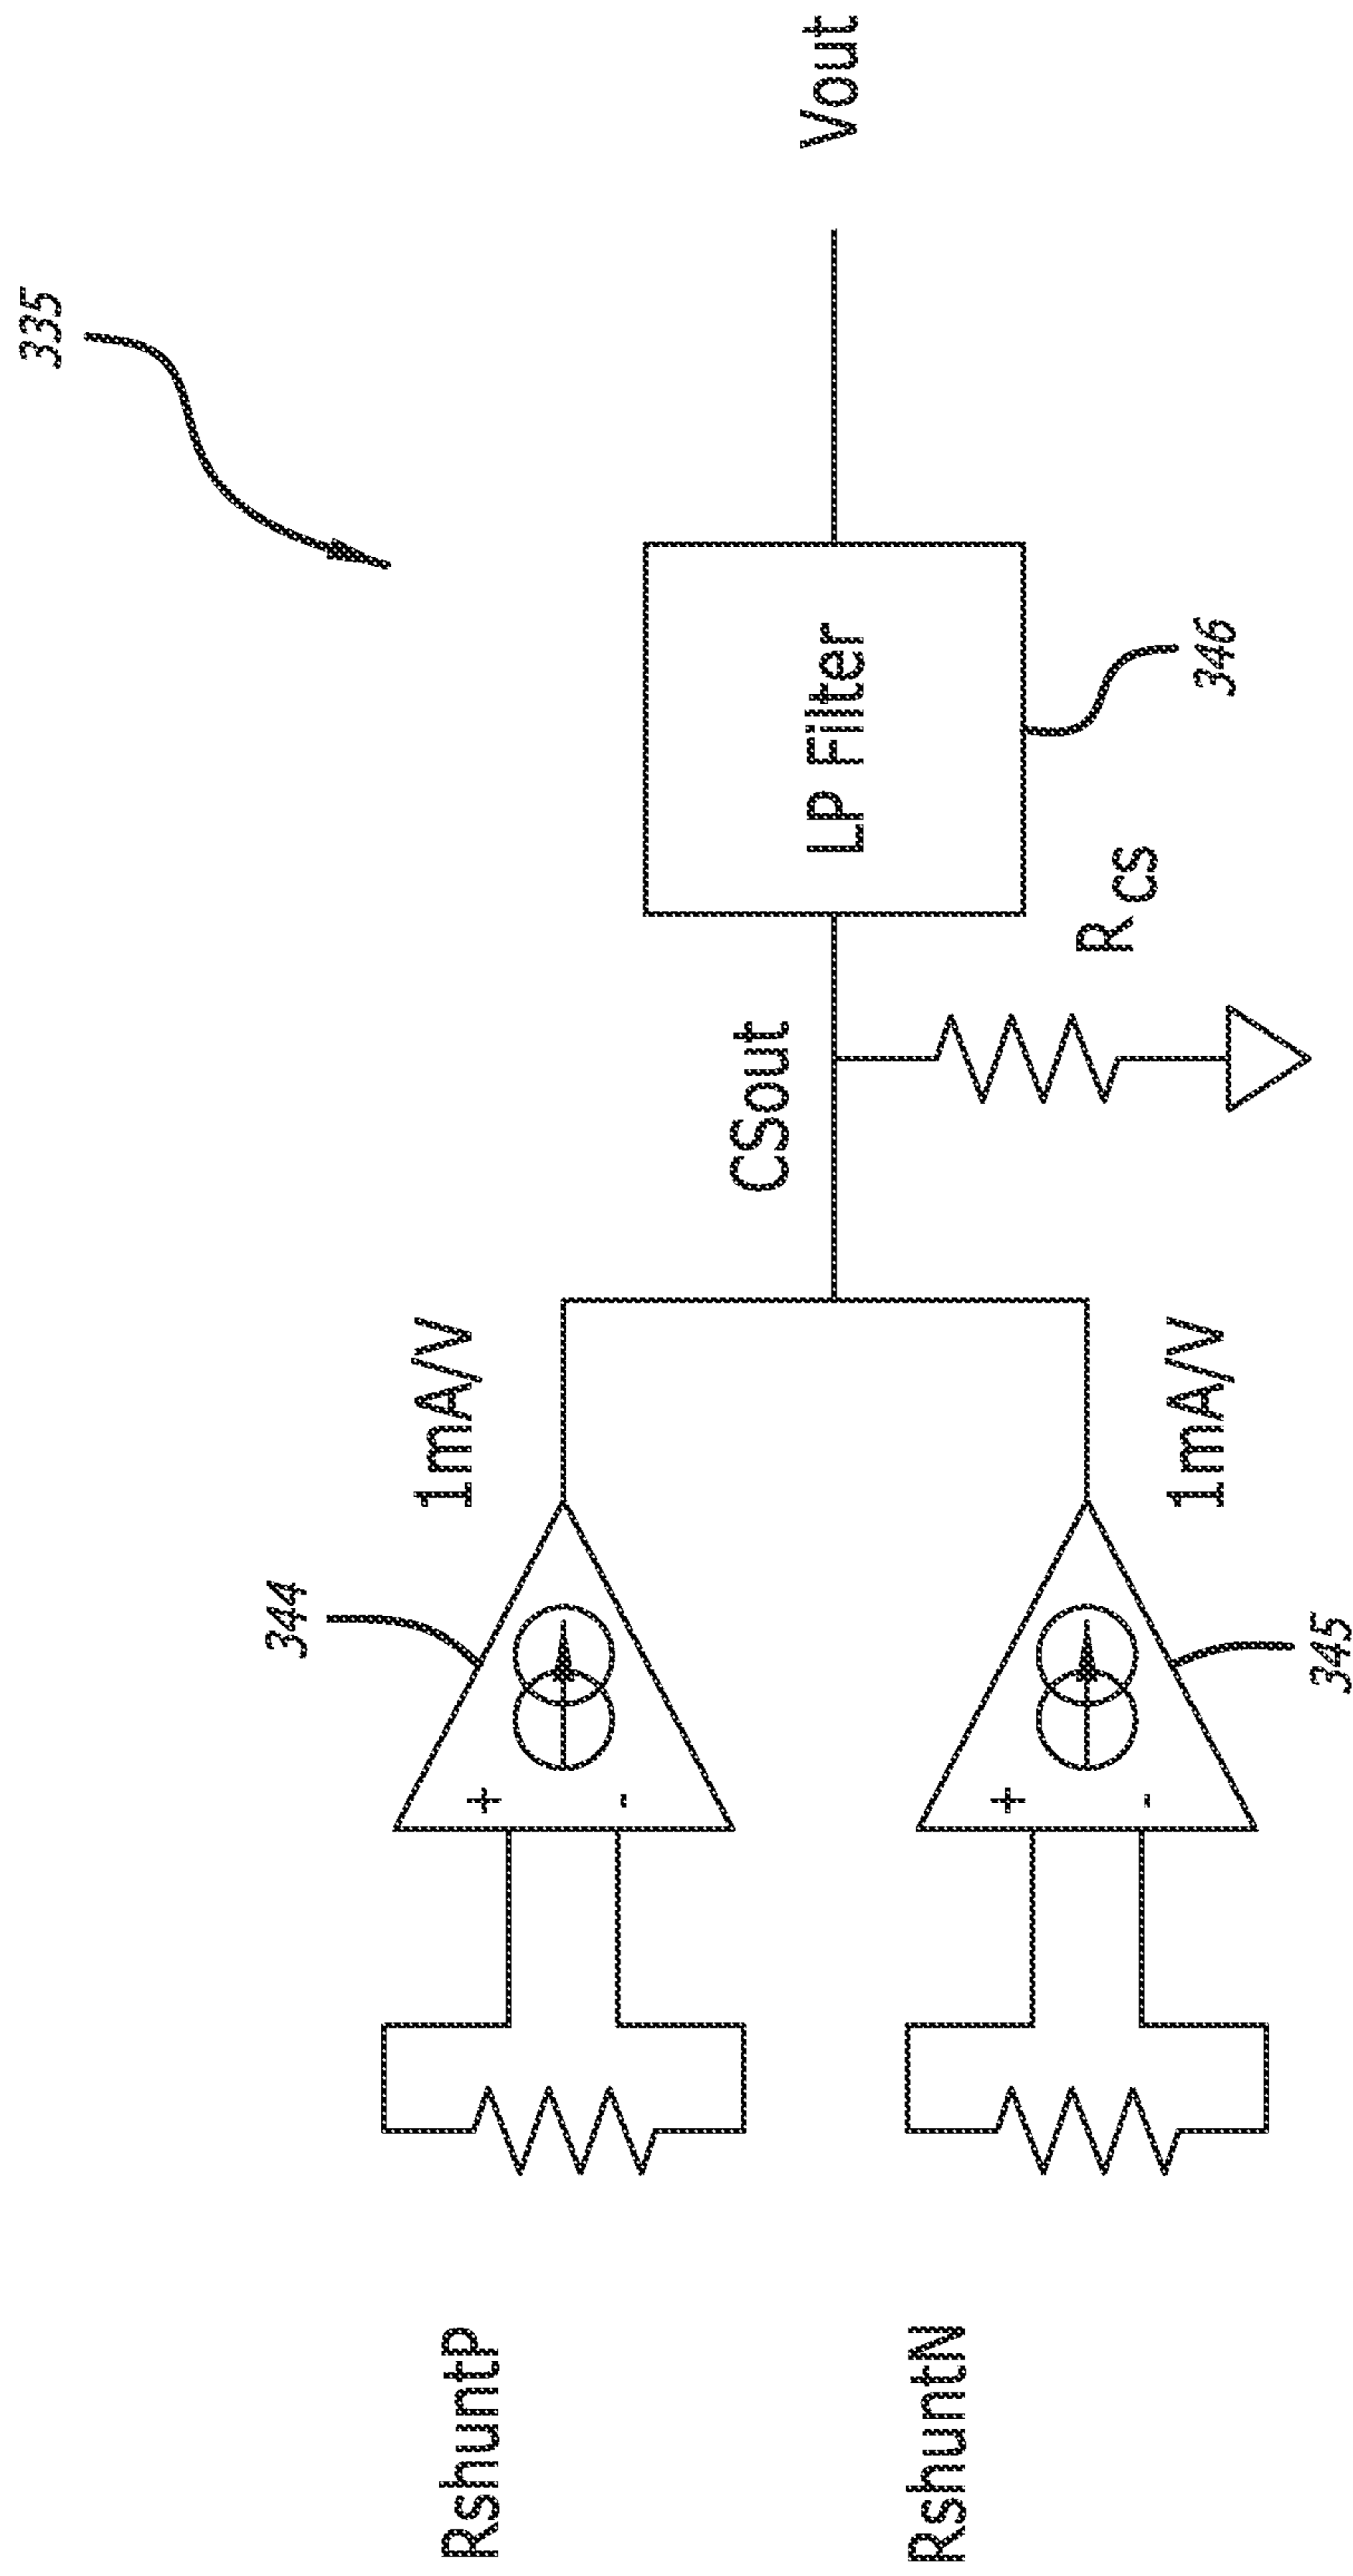 335
344
1mA/V
RshuntP
+
-
CSout
LP Filter
Vout
RshuntN
+
-
1mA/V
R CS
346
345